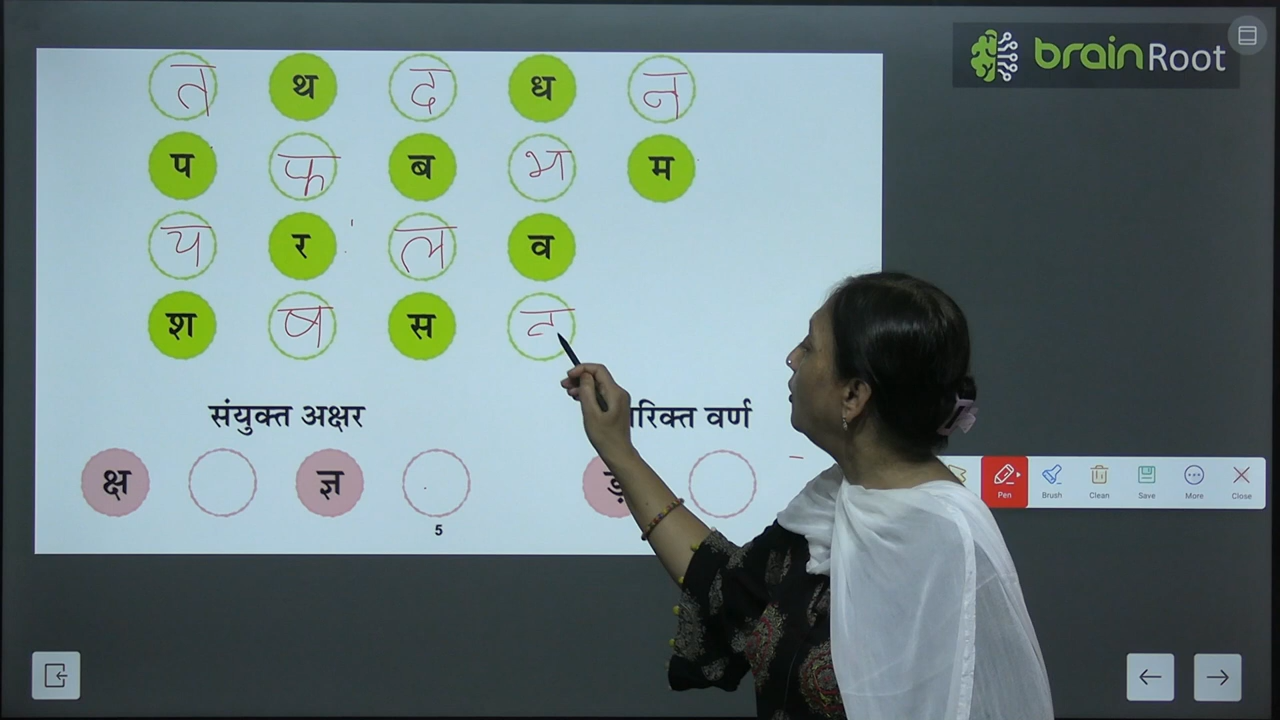 brainRoot
त थ द ध न
प फ ब भ म
य र ल व
श ष स
संयुक्त अक्षर
क्ष ज्ञ
वर्ण
5
Pen Brush Clean Save More Close